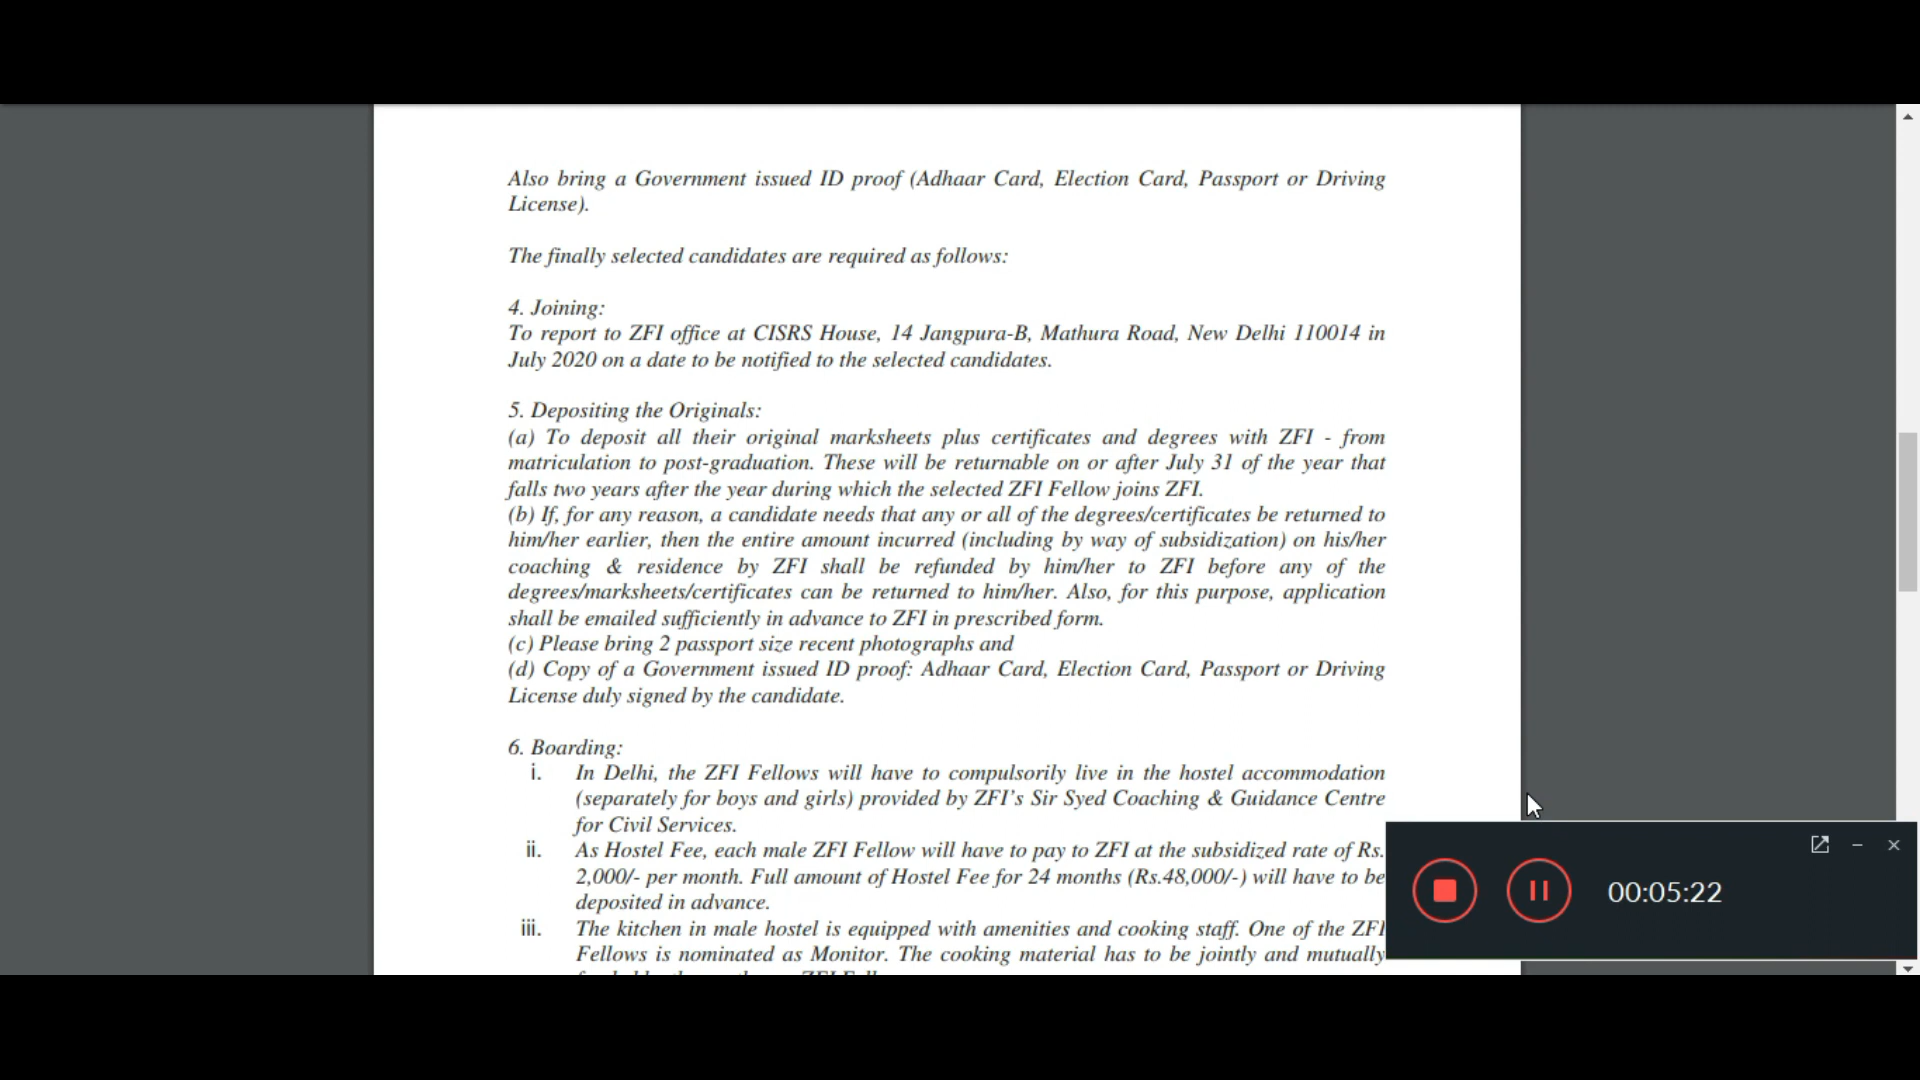 Also bring a Government issued ID proof (Adhaar Card, Election Card, Passport or Driving
License).
The finally selected candidates are required as follows:
4. Joining:
To report to ZFI office at CISRS House, 14 Jangpura-B, Mathura Road, New Delhi 110014 in
July 2020 on a date to be notified to the selected candidates.
5. Depositing the Originals:
(a) To deposit all their original marksheets plus certificates and degrees with ZFI - from
matriculation to post-graduation. These will be returnable on or after July 31 of the year that
falls two years after the year during which the selected ZFI Fellow joins ZFI.
(b) If, for any reason, a candidate needs that any or all of the degrees/certificates be returned to
him/her earlier, then the entire amount incurred (including by way of subsidization) on his/her
coaching & residence by ZFI shall be refunded by him/her to ZFI before any of the
degrees/marksheets/certificates can be returned to him/her. Also, for this purpose, application
shall be emailed sufficiently in advance to ZFI in prescribed form.
(c) Please bring 2 passport size recent photographs and
(d) Copy of a Government issued ID proof: Adhaar Card, Election Card, Passport or Driving
License duly signed by the candidate.
6. Boarding:
i. In Delhi, the ZFI Fellows will have to compulsorily live in the hostel accommodation
(separately for boys and girls) provided by ZFI's Sir Syed Coaching & Guidance Centre
for Civil Services.
ii. As Hostel Fee, each male ZFI Fellow will have to pay to ZFI at the subsidized rate of Rs.
2,000/- per month. Full amount of Hostel Fee for 24 months (Rs.48,000/-) will have to be
deposited in advance.
iii. The kitchen in male hostel is equipped with amenities and cooking staff. One of the ZFI
Fellows is nominated as Monitor. The cooking material has to be jointly and mutually
00:05:22